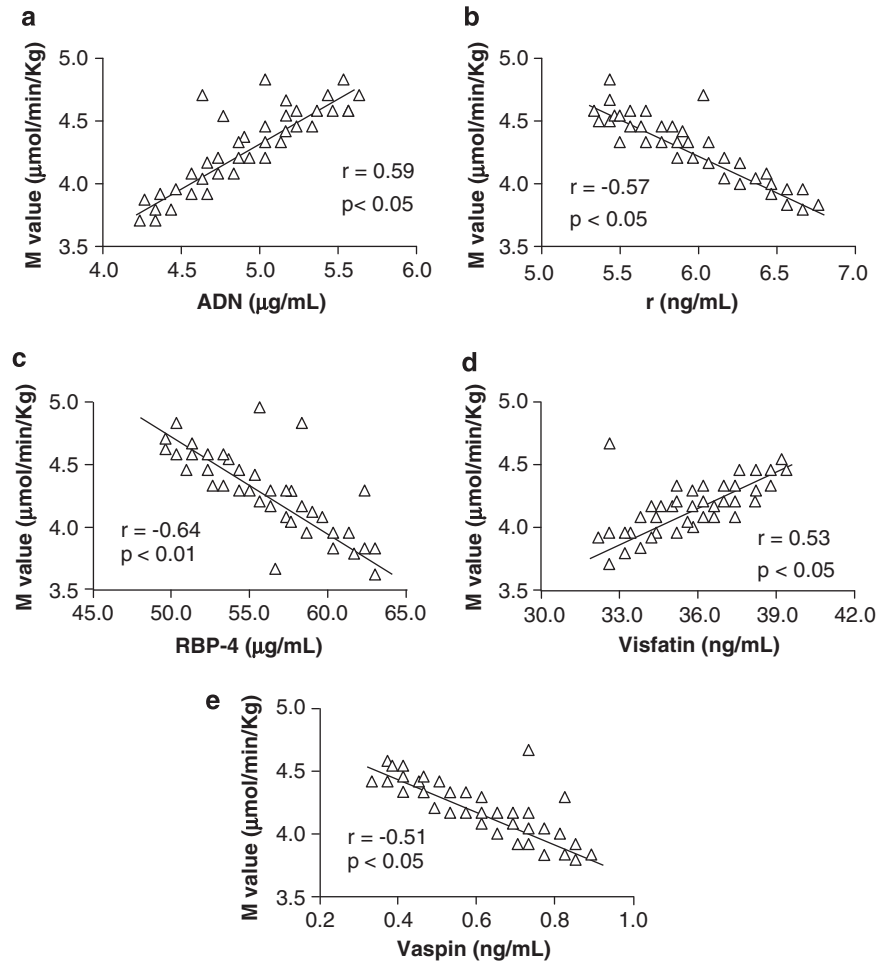 a
M value (μmol/min/Kg)
5.0
4.5
4.0
3.5
r = 0.59
p< 0.05
4.0 4.5 5.0 5.5 6.0
ADN (μg/mL)
b
M value (μmol/min/Kg)
5.0
4.5
4.0
3.5
r = -0.57
p < 0.05
5.0 5.5 6.0 6.5 7.0
r (ng/mL)
c
M value (μmol/min/Kg)
5.0
4.5
4.0
3.5
r = -0.64
p < 0.01
45.0 50.0 55.0 60.0 65.0
RBP-4 (μg/mL)
d
M value (μmol/min/Kg)
5.0
4.5
4.0
3.5
r = 0.53
p < 0.05
30.0 33.0 36.0 39.0 42.0
Visfatin (ng/mL)
e
M value (μmol/min/Kg)
5.0
4.5
4.0
3.5
r = -0.51
p < 0.05
0.2 0.4 0.6 0.8 1.0
Vaspin (ng/mL)